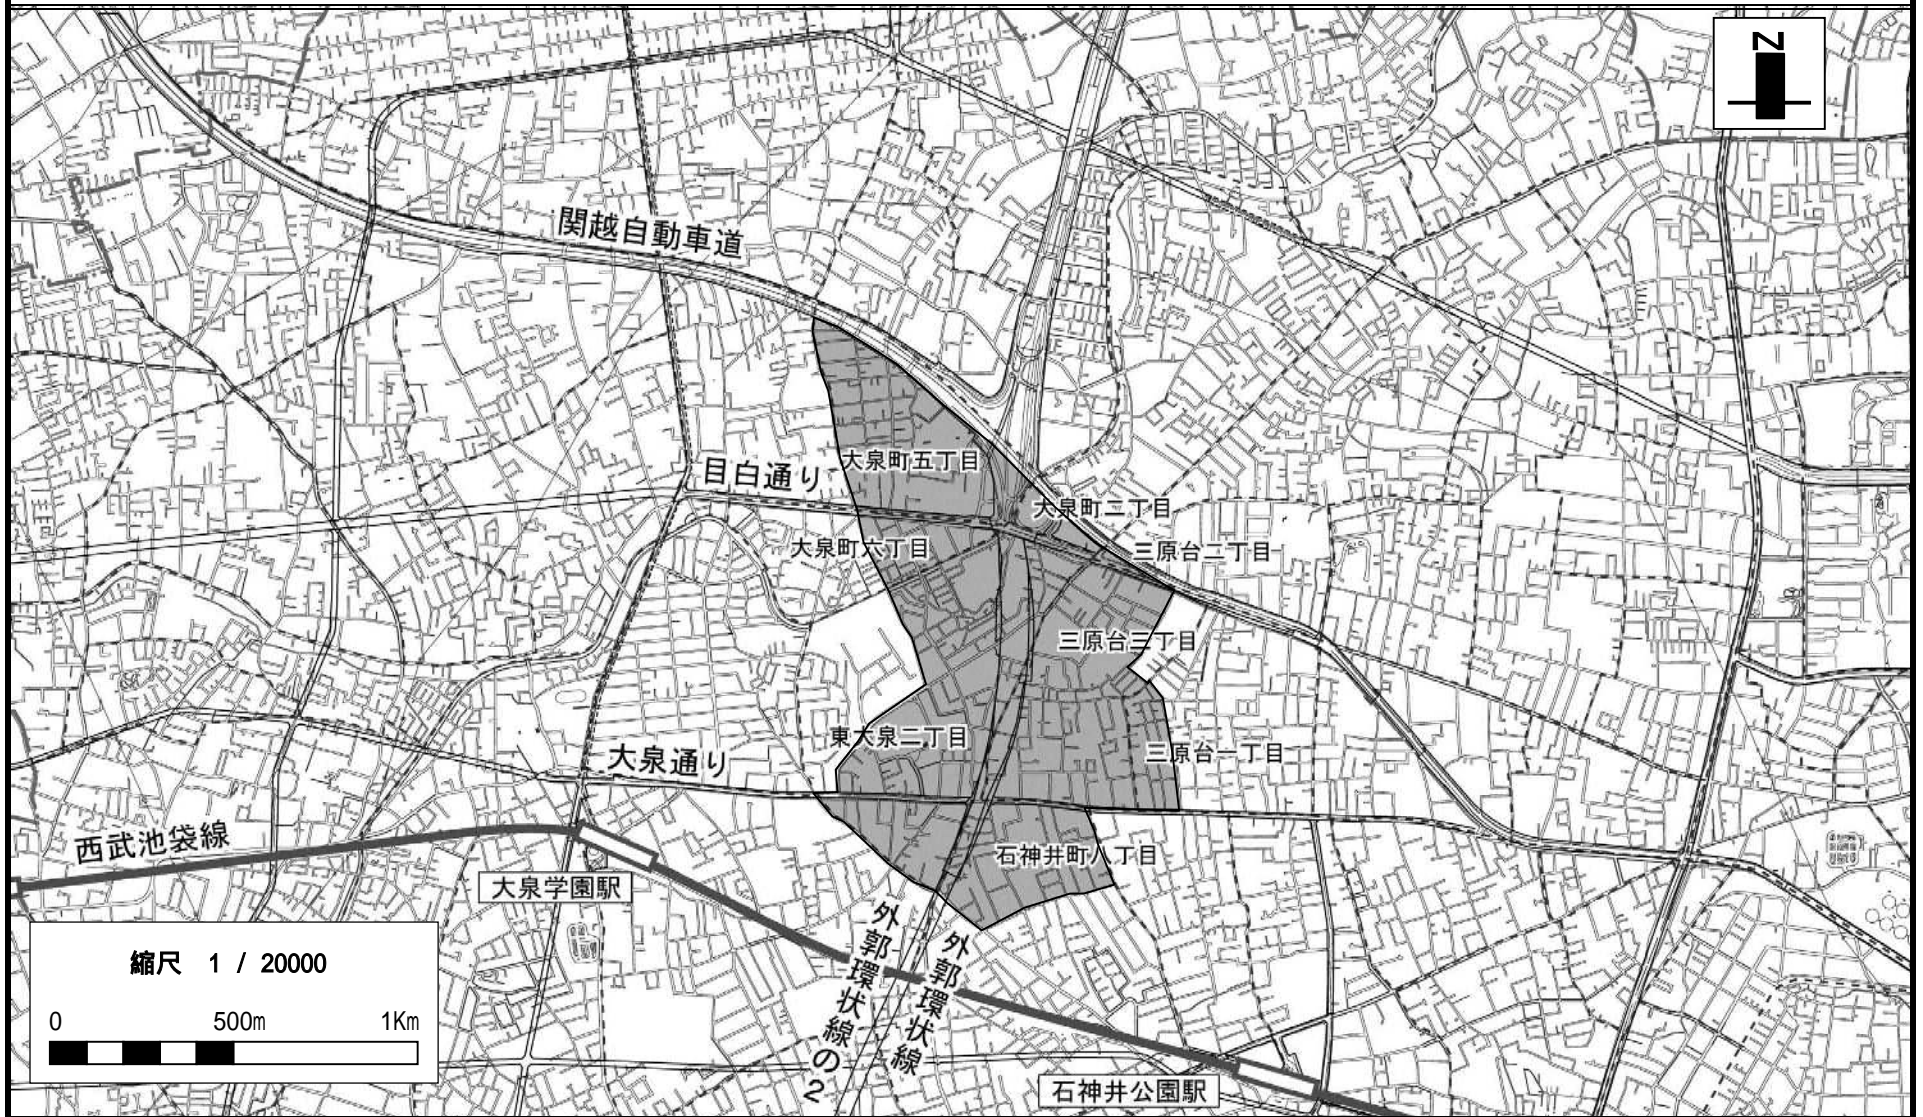 N
関越自動車道
大泉町五丁目
目白通り
大泉町二丁目
大泉町六丁目
三原台二丁目
三原台三丁目
東大泉二丁目
三原台一丁目
大泉通り
西武池袋線
石神井町八丁目
大泉学園駅
外郭環状線の2
外郭環状線
縮尺 1 / 20000
0 500m 1Km
石神井公園駅